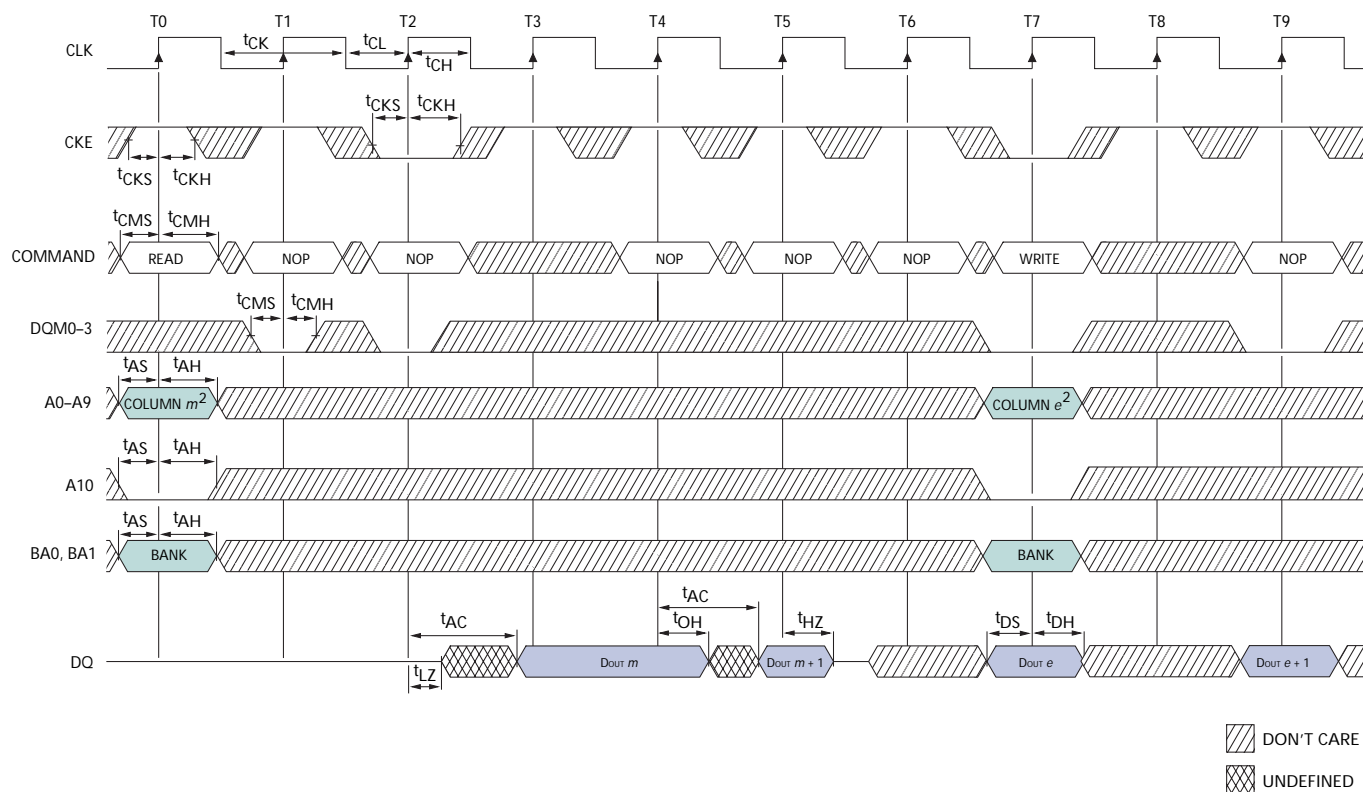 T0 T1 T2 T3 T4 T5 T6 T7 T8 T9
CLK
tCK tCL
tCH
tCKS tCKH
CKE
tCKS tCKH
tCMS tCMH
COMMAND READ NOP NOP NOP NOP NOP WRITE NOP
tCMS tCMH
DQM0–3
tAS tAH
A0–A9 COLUMN m2 COLUMN e2
tAS tAH
A10
tAS tAH
BA0, BA1 BANK BANK
tAC
tAC tOH tHZ tDS tDH
DQ DOUT m DOUT m + 1 DOUT e DOUT e + 1
tLZ
DON'T CARE
UNDEFINED